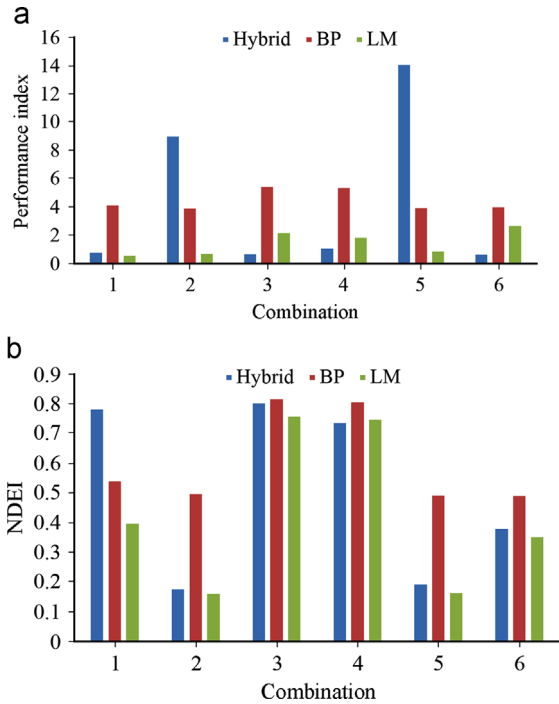 a
Hybrid BP LM
Performance index
16
14
12
10
8
6
4
2
0
1 2 3 4 5 6
Combination
b
Hybrid BP LM
NDEI
0.9
0.8
0.7
0.6
0.5
0.4
0.3
0.2
0.1
0
1 2 3 4 5 6
Combination